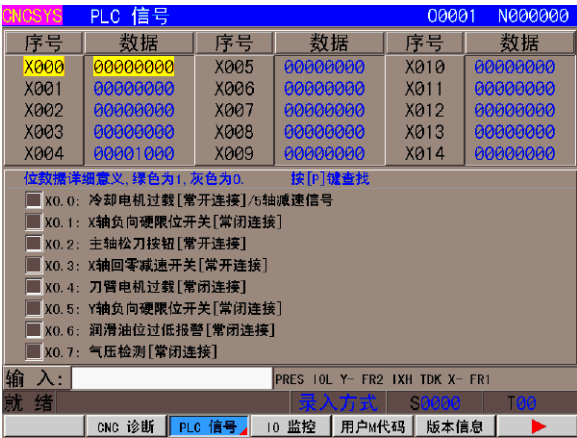 CNCSYS PLC 信号 O0001 N000000
序号 数据 序号 数据 序号 数据
X000 00000000 X005 00000000 X010 00000000
X001 00000000 X006 00000000 X011 00000000
X002 00000000 X007 00000000 X012 00000000
X003 00000000 X008 00000000 X013 00000000
X004 00001000 X009 00000000 X014 00000000
位数据详细意义,绿色为1,灰色为0. 按[P]键查找
X0.0: 冷却电机过载[常开连接]/5轴减速信号
X0.1: X轴负向硬限位开关[常闭连接]
X0.2: 主轴松刀按钮[常开连接]
X0.3: X轴回零减速开关[常开连接]
X0.4: 刀臂电机过载[常闭连接]
X0.5: Y轴负向硬限位开关[常闭连接]
X0.6: 润滑油位过低报警[常闭连接]
X0.7: 气压检测[常闭连接]
输 入: PRES IOL Y- FR2 IXH TDK X- FR1
就 绪 录入方式 S0000 T00
CNC 诊断 PLC 信号 IO 监控 用户M代码 版本信息